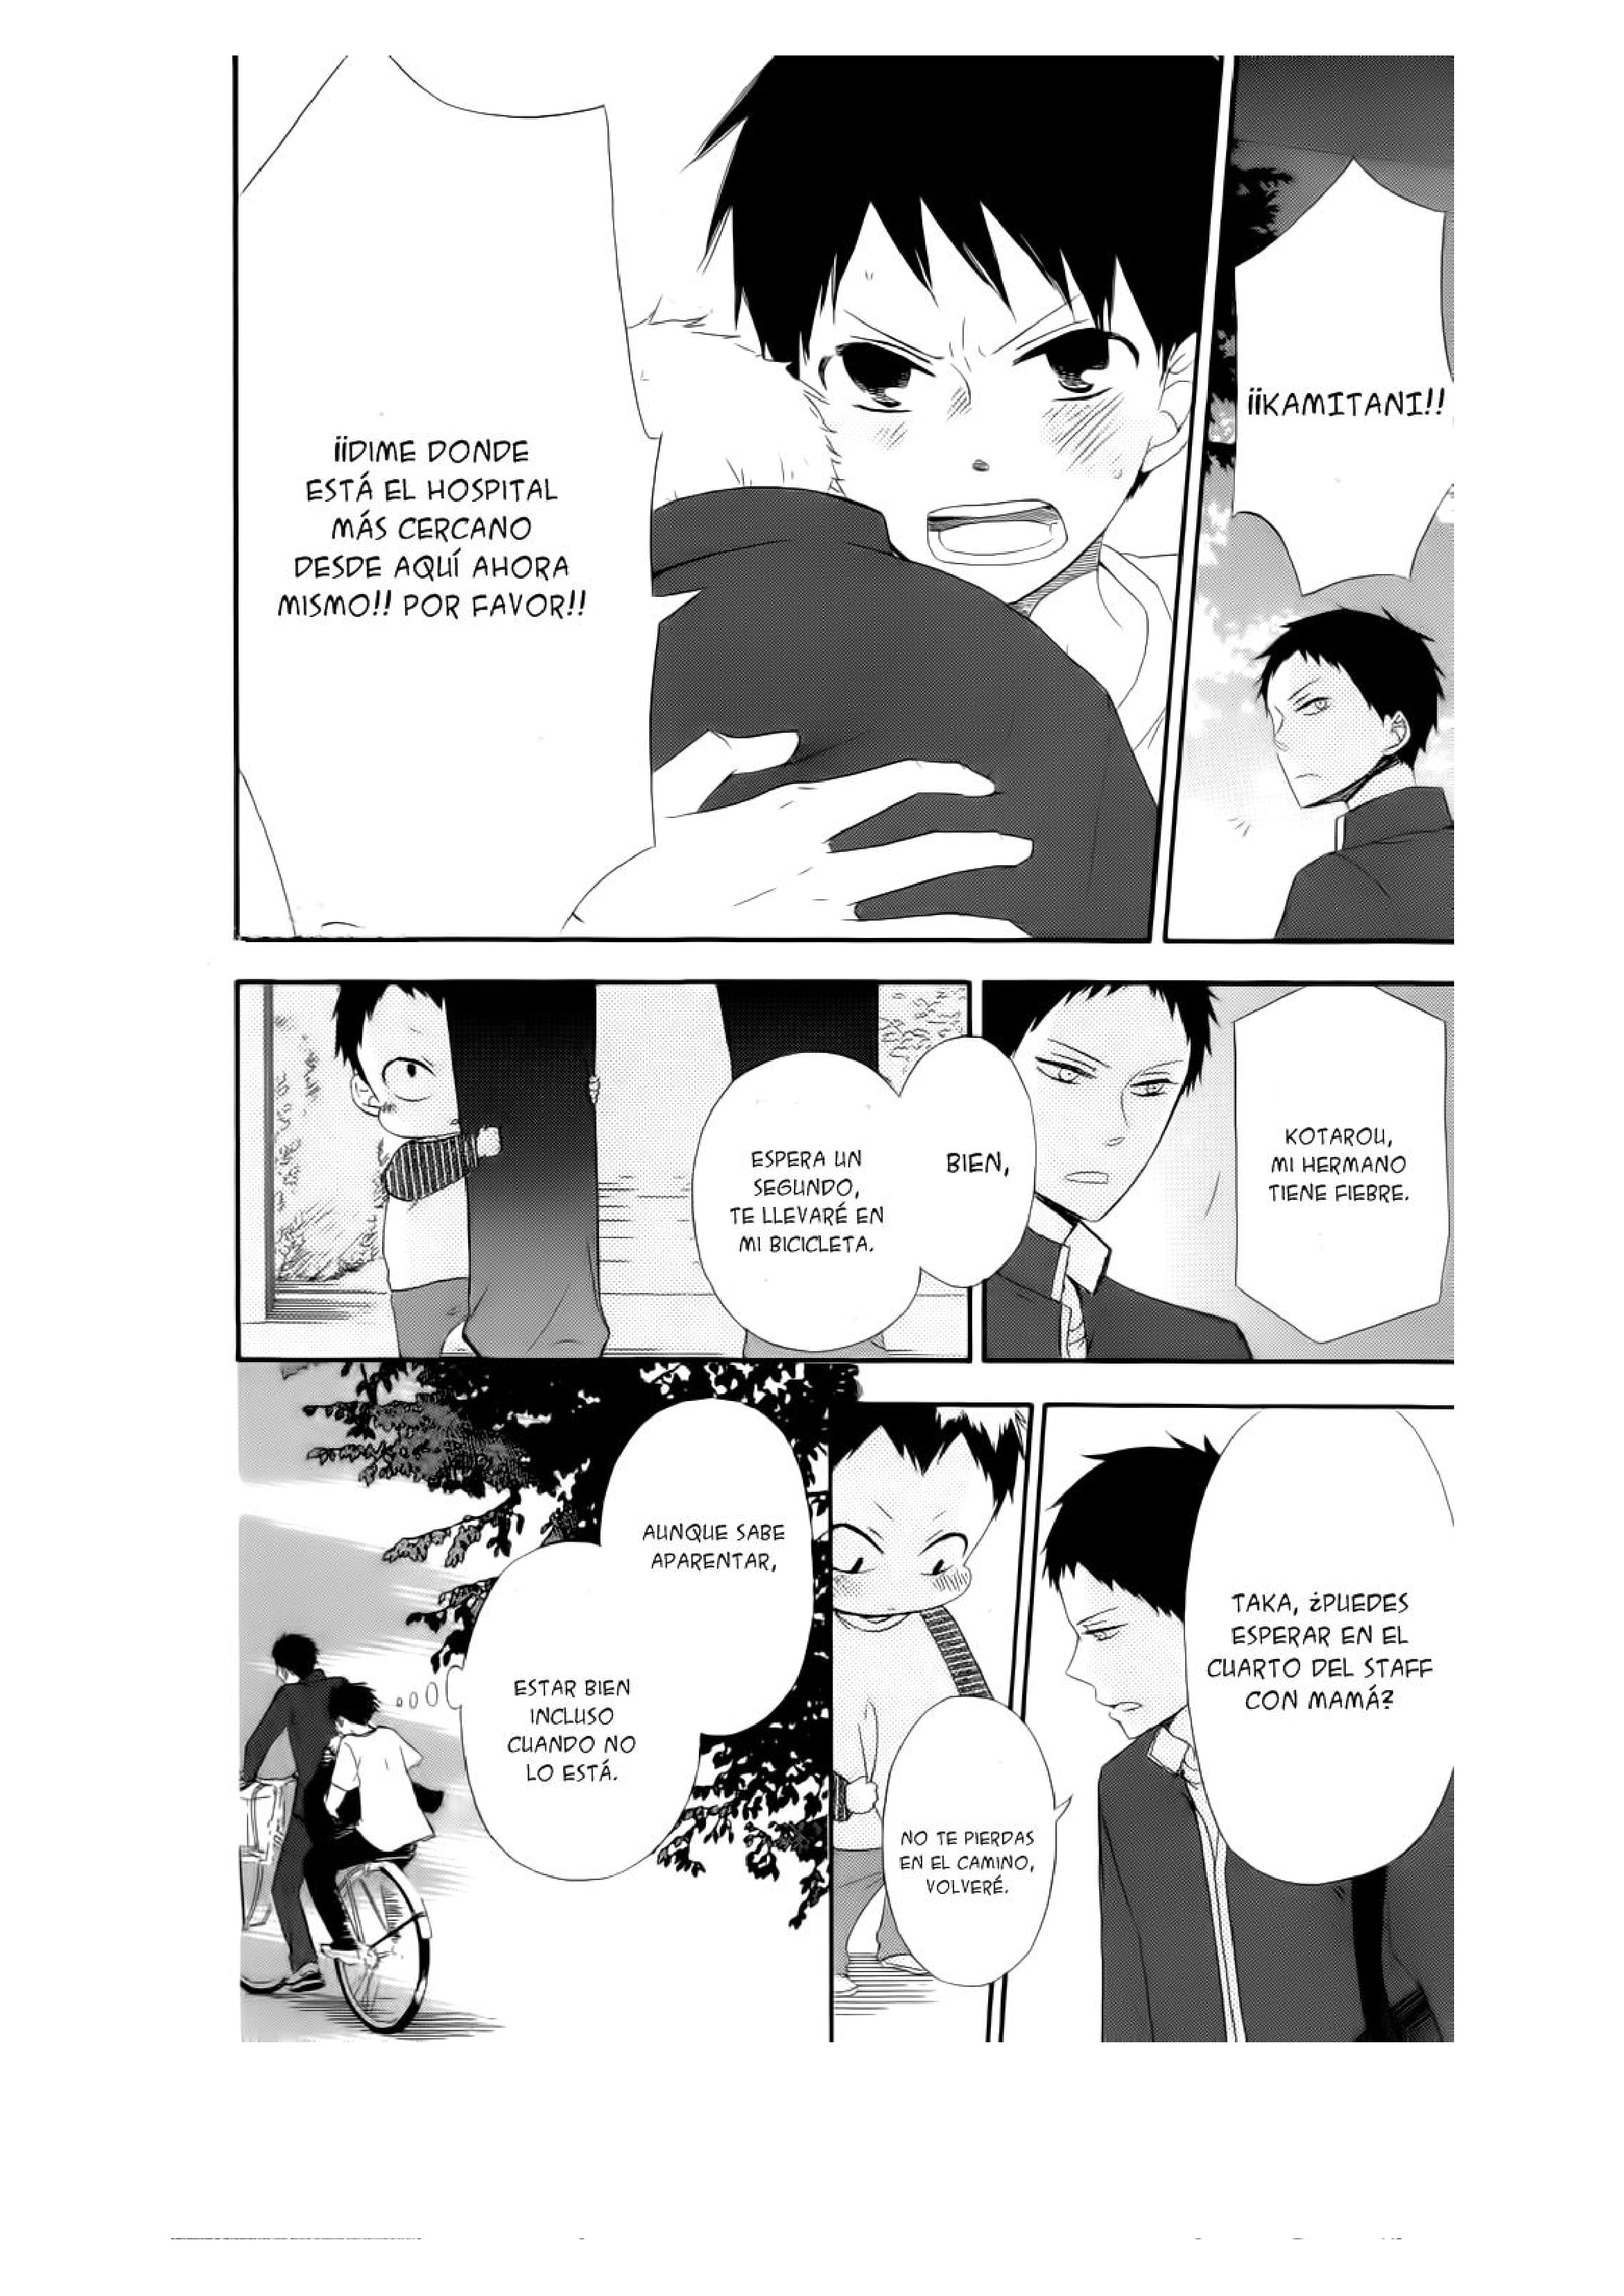 ¡¡KAMITANI!!
¡¡DIME DONDE
ESTÁ EL HOSPITAL
MÁS CERCANO
DESDE AQUÍ AHORA
MISMO!! POR FAVOR!!
KOTAROU,
MI HERMANO
TIENE FIEBRE.
BIEN,
ESPERA UN
SEGUNDO,
TE LLEVARÉ EN
MI BICICLETA.
TAKA, ¿PUEDES
ESPERAR EN EL
CUARTO DEL STAFF
CON MAMÁ?
NO TE PIERDAS
EN EL CAMINO,
VOLVERÉ.
AUNQUE SABE
APARENTAR,
ESTAR BIEN
INCLUSO
CUANDO NO
LO ESTÁ.